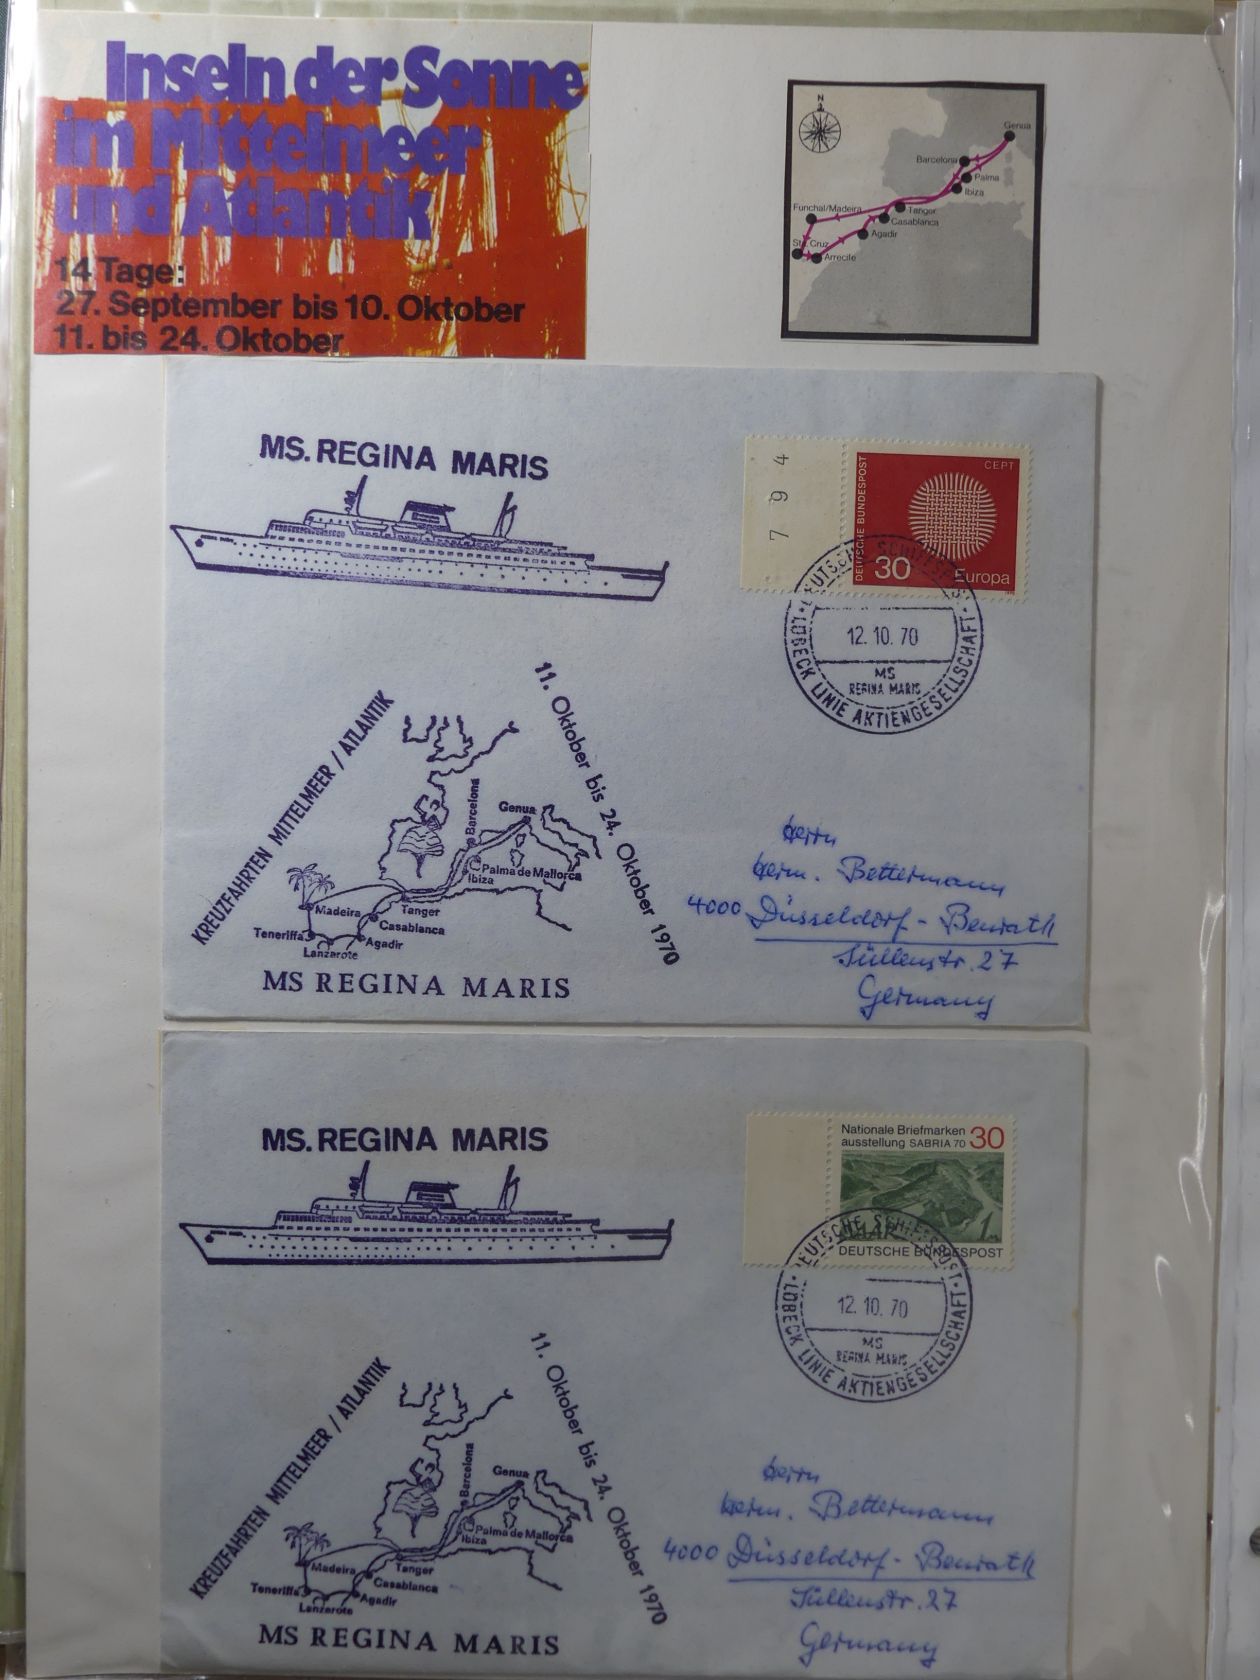 7 Inseln der Sonne
im Mittelmeer
und Atlantik
14 Tage:
27. September bis 10. Oktober
11. bis 24. Oktober
N
Genua
Barcelona
Palma
Ibiza
Funchal/Madeira
Tanger
Casablanca
Agadir
Sta. Cruz
Arrecife
MS. REGINA MARIS
7 9 4
CEPT
DEUTSCHE BUNDESPOST
30
Europa
DEUTSCHE SCHIFFSPOST
12.10.70
MS
REGINA MARIS
LÜBECK LINIE AKTIENGESELLSCHAFT
KREUZFAHRTEN MITTELMEER / ATLANTIK
11. Oktober bis 24. Oktober 1970
Barcelona
Genua
Palma de Mallorca
Ibiza
Madeira
Tanger
Casablanca
Teneriffa
Agadir
Lanzarote
MS REGINA MARIS
Herrn
Herm. Bettermann
4000 Düsseldorf - Benrath
Süllenstr. 27
Germany
MS. REGINA MARIS
Nationale Briefmarken
ausstellung SABRIA 70
30
DEUTSCHE BUNDESPOST
DEUTSCHE SCHIFFSPOST
12.10.70
MS
REGINA MARIS
LÜBECK LINIE AKTIENGESELLSCHAFT
KREUZFAHRTEN MITTELMEER / ATLANTIK
11. Oktober bis 24. Oktober 1970
Barcelona
Genua
Palma de Mallorca
Ibiza
Madeira
Tanger
Casablanca
Teneriffa
Agadir
Lanzarote
MS REGINA MARIS
Herrn
Herm. Bettermann
4000 Düsseldorf - Benrath
Süllenstr. 27
Germany